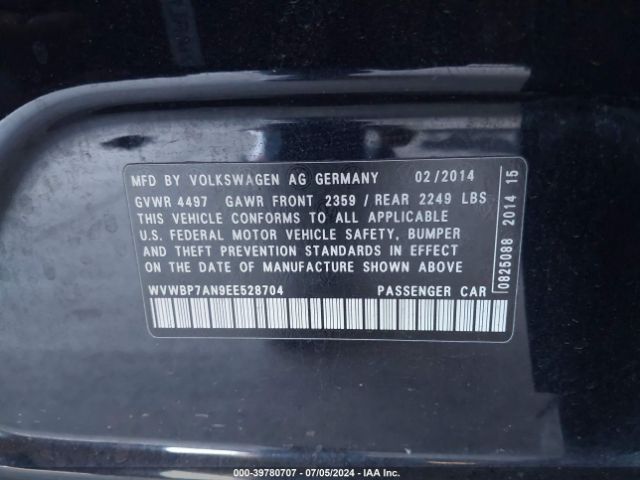 MFD BY VOLKSWAGEN AG GERMANY 02/2014
GVWR 4497 GAWR FRONT 2359 / REAR 2249 LBS
THIS VEHICLE CONFORMS TO ALL APPLICABLE
U.S. FEDERAL MOTOR VEHICLE SAFETY, BUMPER
AND THEFT PREVENTION STANDARDS IN EFFECT
ON THE DATE OF MANUFACTURE SHOWN ABOVE
WVWBP7AN9EE528704 PASSENGER CAR
0825088 2014 15
000-39780707 - 07/05/2024 - IAA Inc.